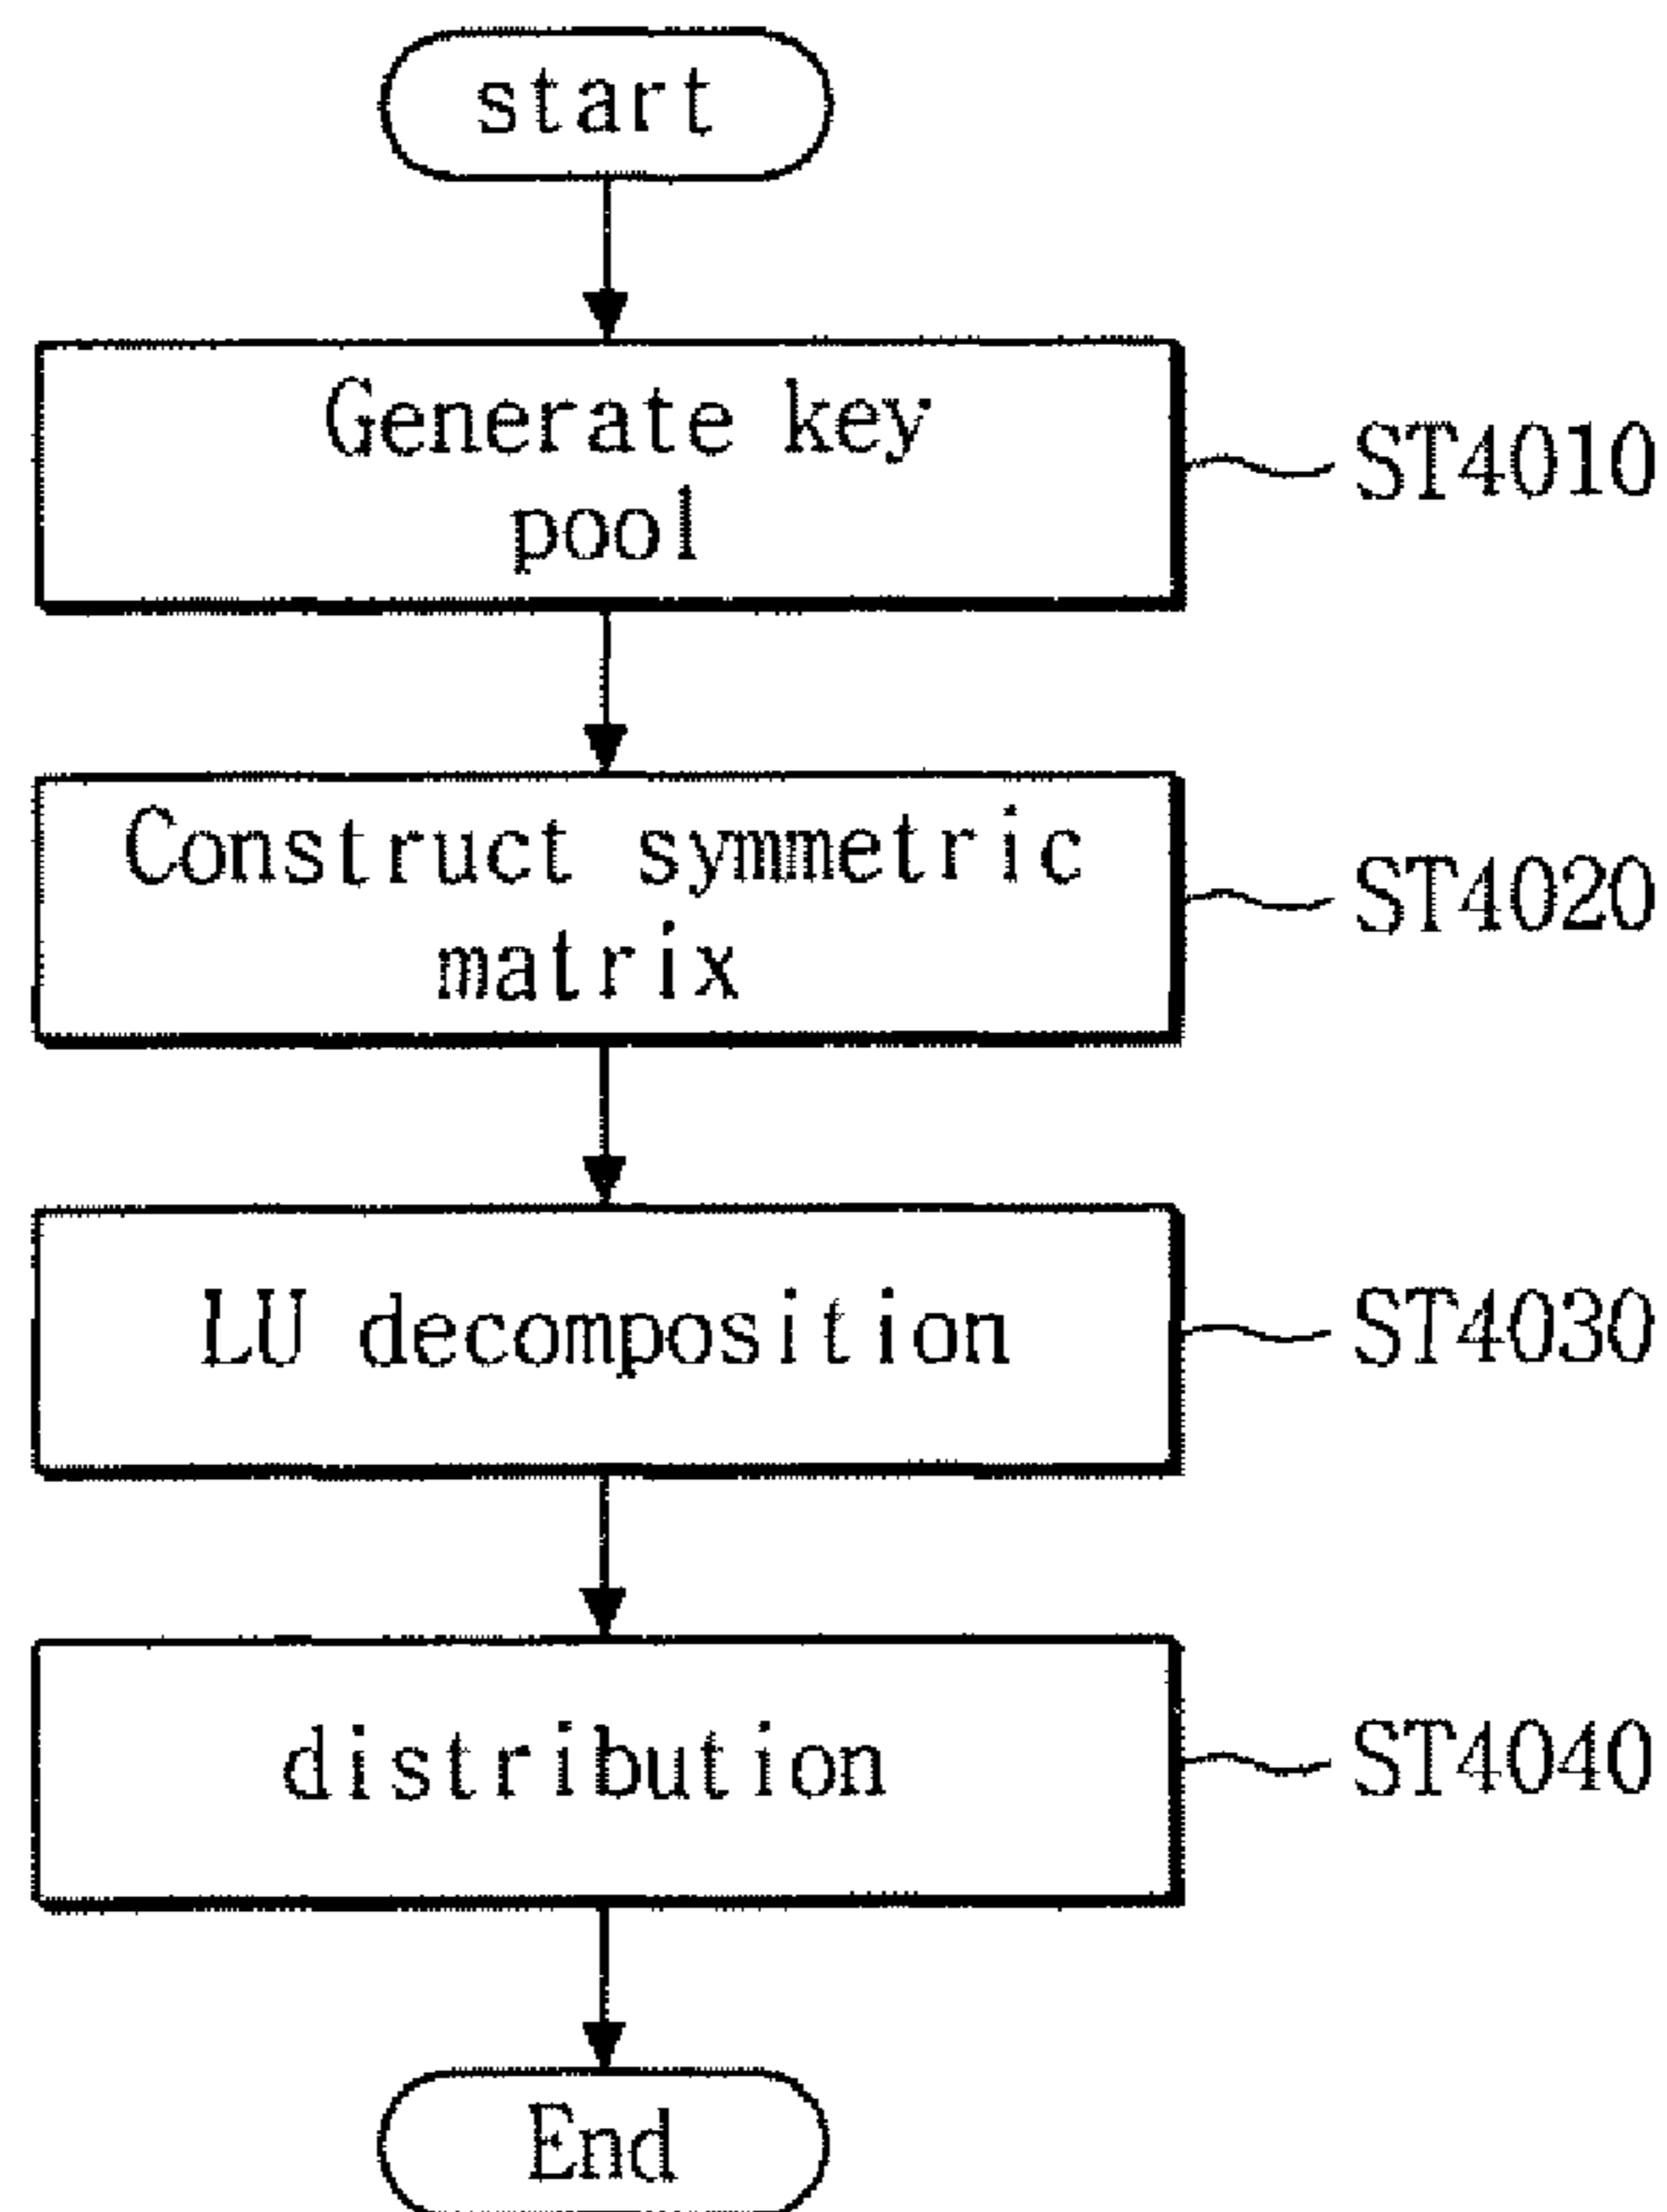 start
Generate key
pool
ST4010
Construct symmetric
matrix
ST4020
LU decomposition
ST4030
distribution
ST4040
End